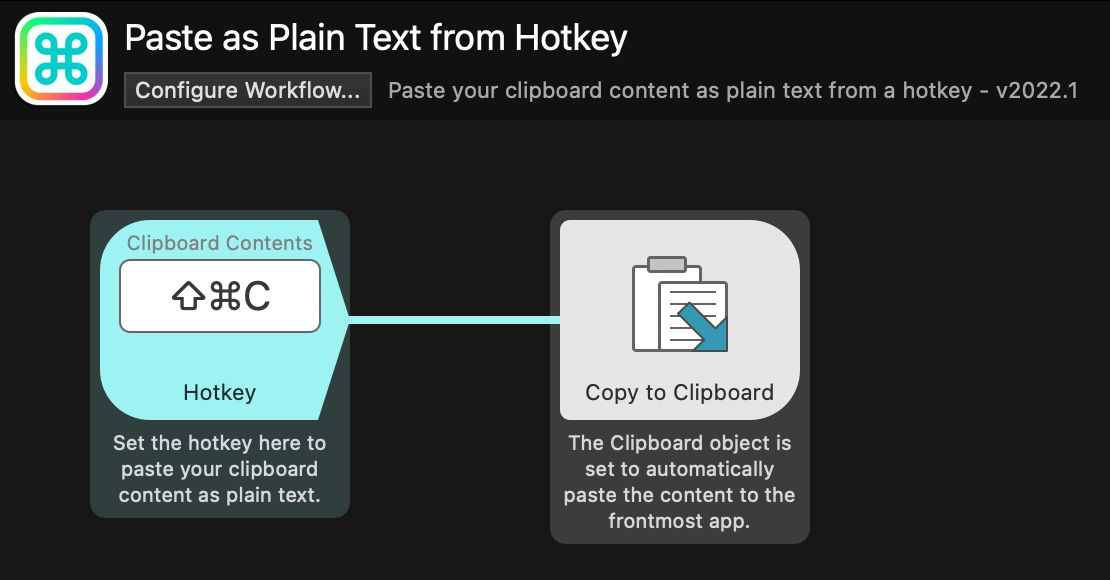 Paste as Plain Text from Hotkey
Configure Workflow...
Paste your clipboard content as plain text from a hotkey - v2022.1
Clipboard Contents
⇧⌘C
Hotkey
Set the hotkey here to
paste your clipboard
content as plain text.
Copy to Clipboard
The Clipboard object is
set to automatically
paste the content to the
frontmost app.